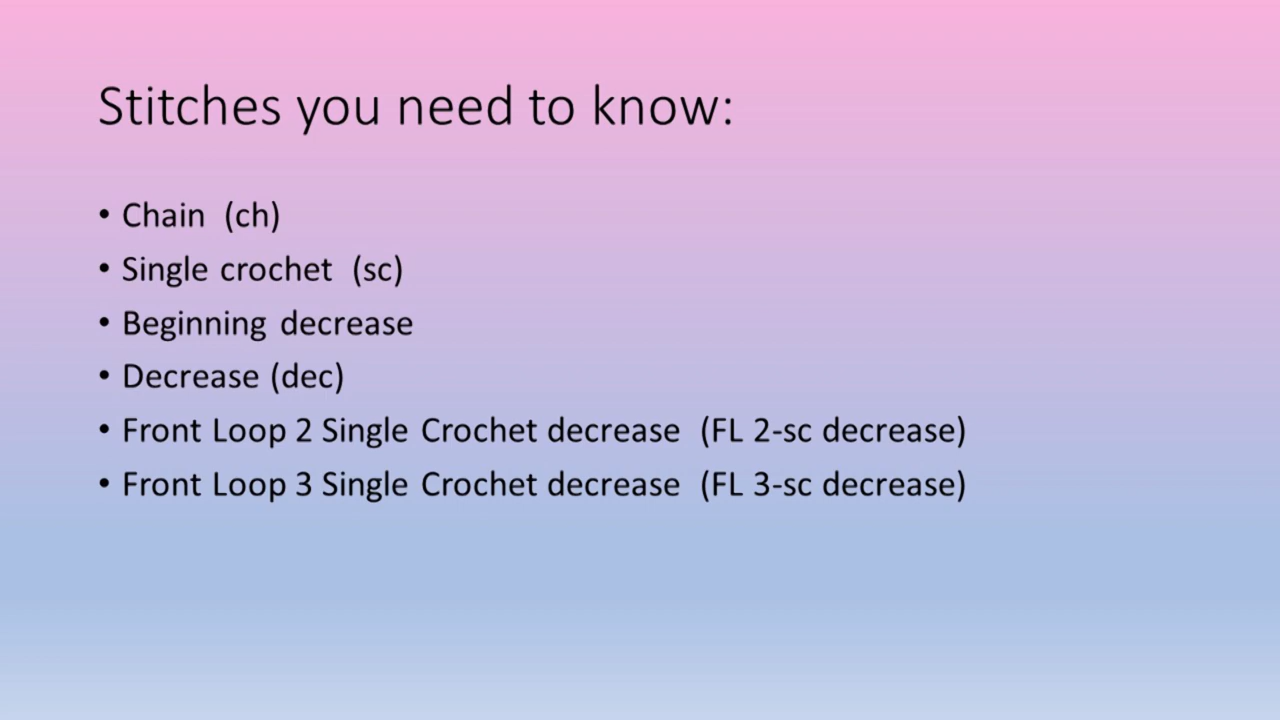 Stitches you need to know:
• Chain (ch)
• Single crochet (sc)
• Beginning decrease
• Decrease (dec)
• Front Loop 2 Single Crochet decrease (FL 2-sc decrease)
• Front Loop 3 Single Crochet decrease (FL 3-sc decrease)